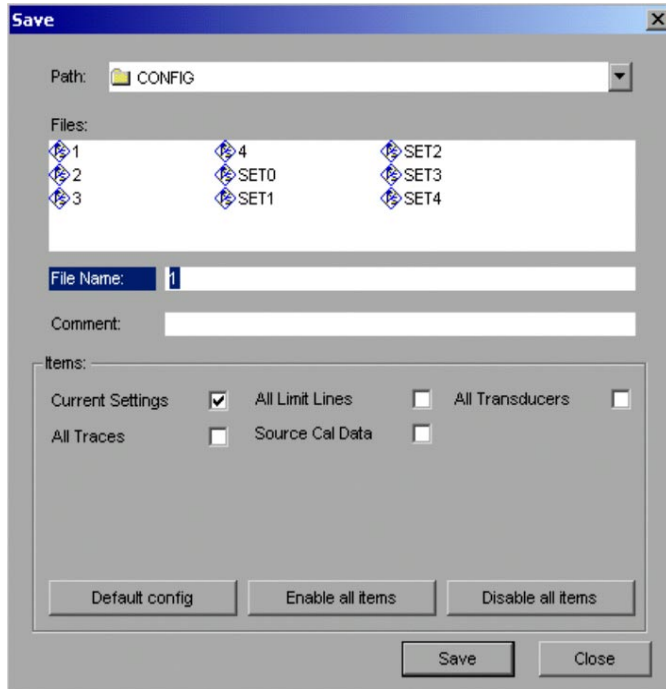 Save
Path: CONFIG
Files:
1 4 SET2
2 SET0 SET3
3 SET1 SET4
File Name: 1
Comment:
Items:
Current Settings All Limit Lines All Transducers
All Traces Source Cal Data
Default config Enable all items Disable all items
Save Close